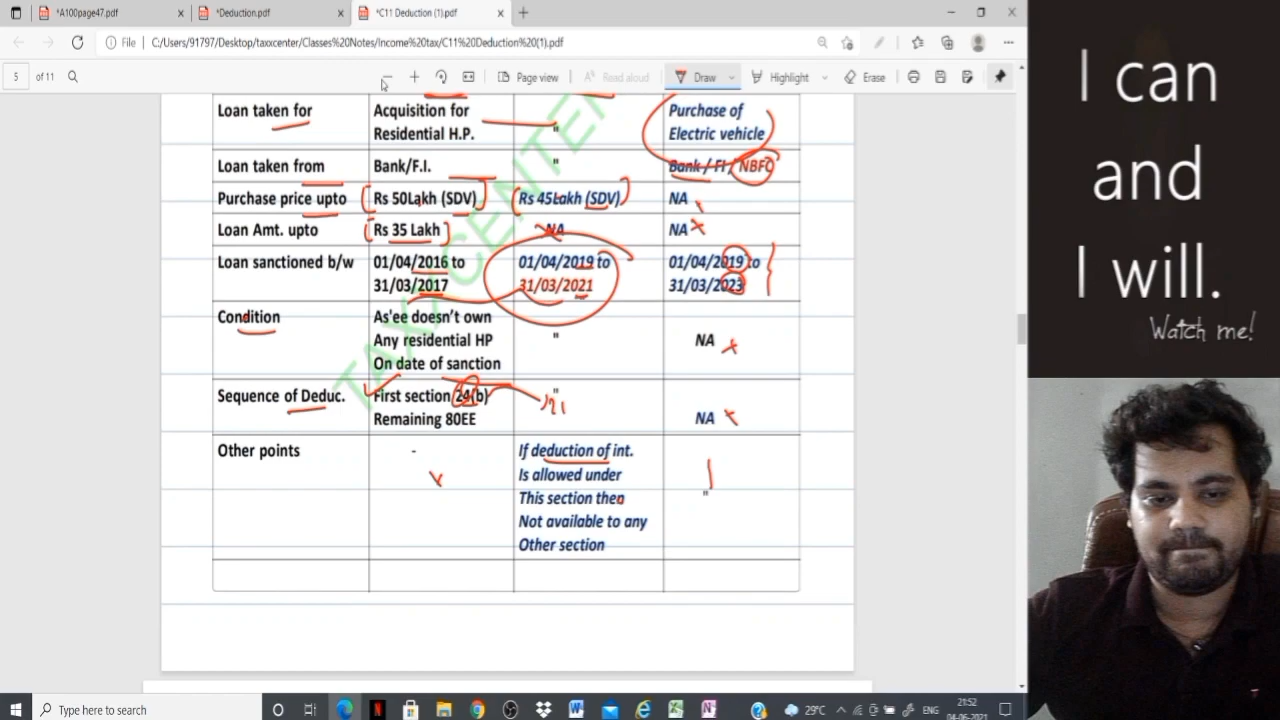 *A100page47.pdf
*Deduction.pdf
*C11 Deduction (1).pdf
File
C:/Users/91797/Desktop/taxxcenter/Classes%20Notes/Income%20tax/C11%20Deduction%20(1).pdf
5 of 11
Page view
Read aloud
Draw
Highlight
Erase
Loan taken for
Acquisition for
Residential H.P.
"
Purchase of
Electric vehicle
Loan taken from
Bank/F.I.
"
Bank / FI / NBFC
Purchase price upto
Rs 50Lakh (SDV)
Rs 45Lakh (SDV)
NA
Loan Amt. upto
Rs 35 Lakh
NA
NA
Loan sanctioned b/w
01/04/2016 to
31/03/2017
01/04/2019 to
31/03/2021
01/04/2019 to
31/03/2023
Condition
As'ee doesn't own
Any residential HP
On date of sanction
"
NA
Sequence of Deduc.
First section 24(b)
Remaining 80EE
"
NA
Other points
-
If deduction of int.
Is allowed under
This section then
Not available to any
Other section
"
TAXXCENTER
I can
and
I will.
Watch me!
Type here to search
29°C
ENG
21:52
04-06-2021